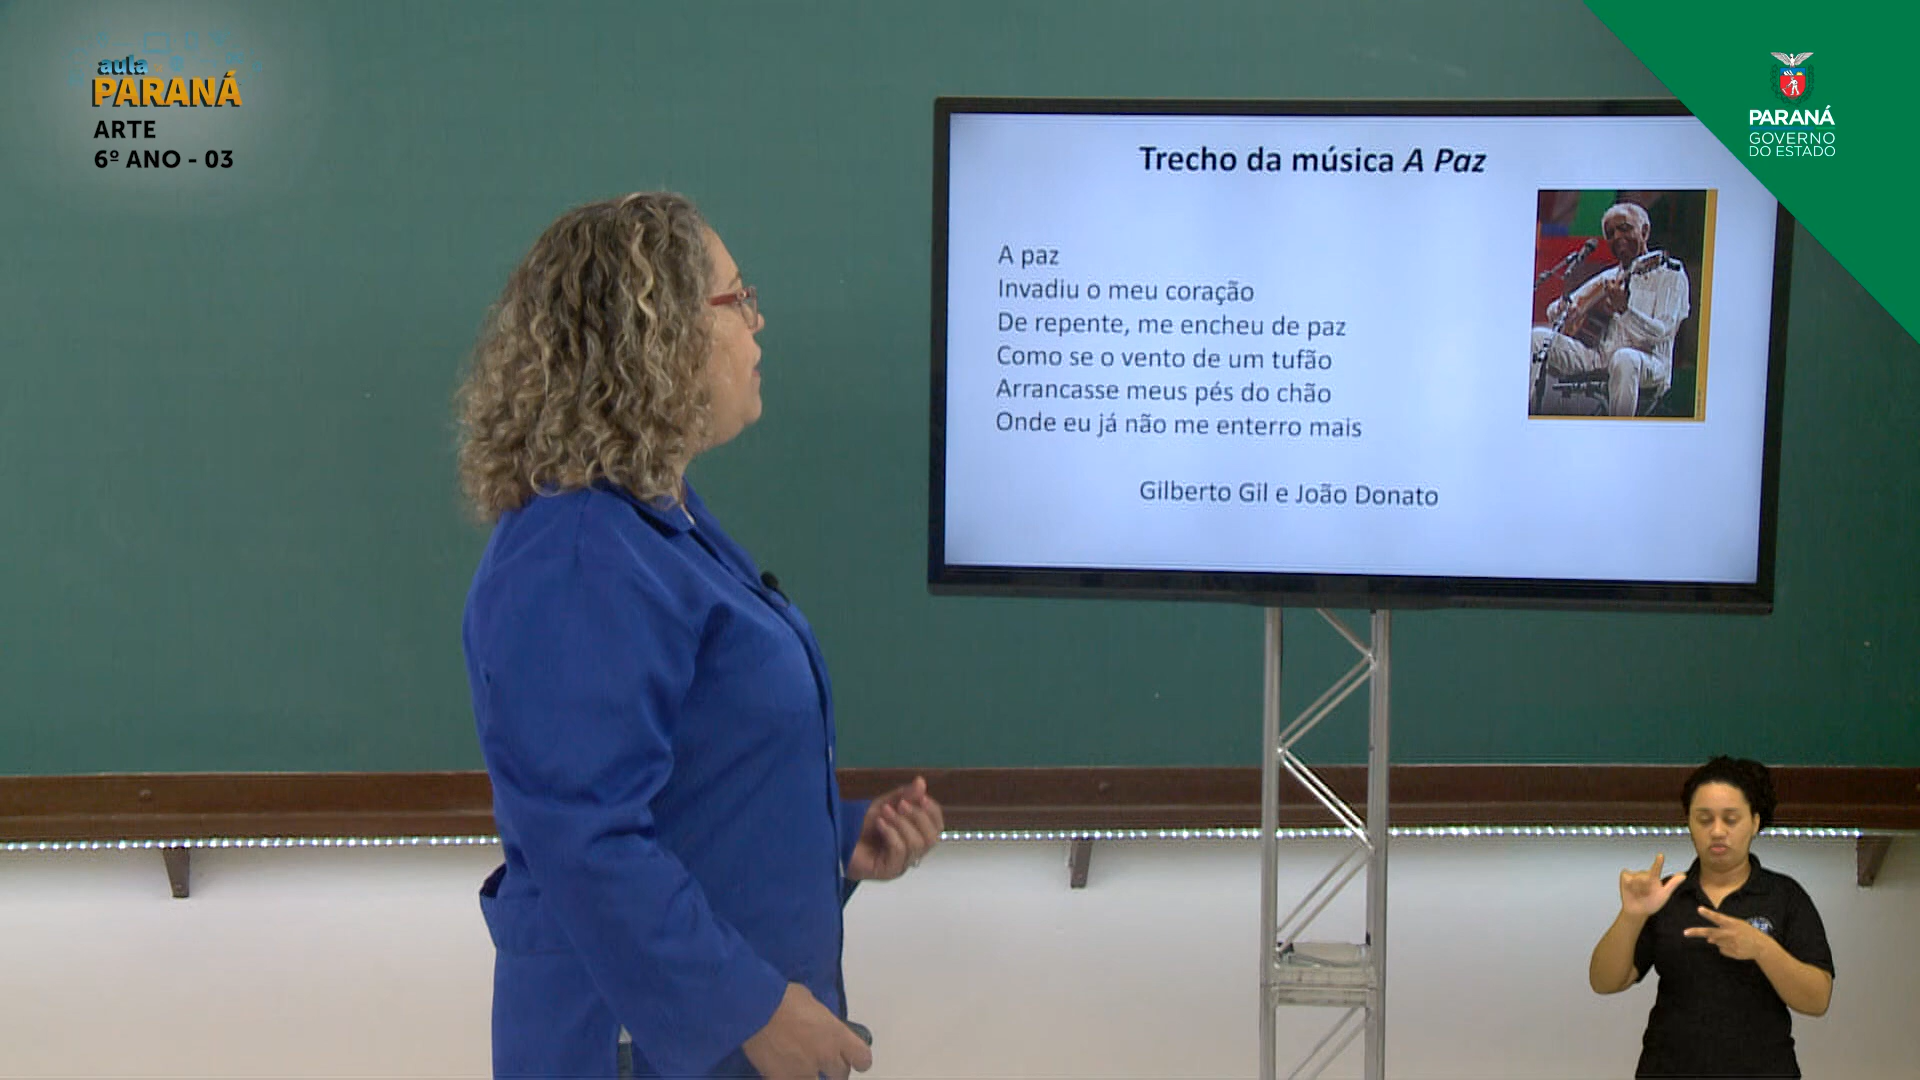 aula
PARANÁ
ARTE
6º ANO - 03
PARANÁ
GOVERNO
DO ESTADO
Trecho da música A Paz
A paz
Invadiu o meu coração
De repente, me encheu de paz
Como se o vento de um tufão
Arrancasse meus pés do chão
Onde eu já não me enterro mais
Gilberto Gil e João Donato